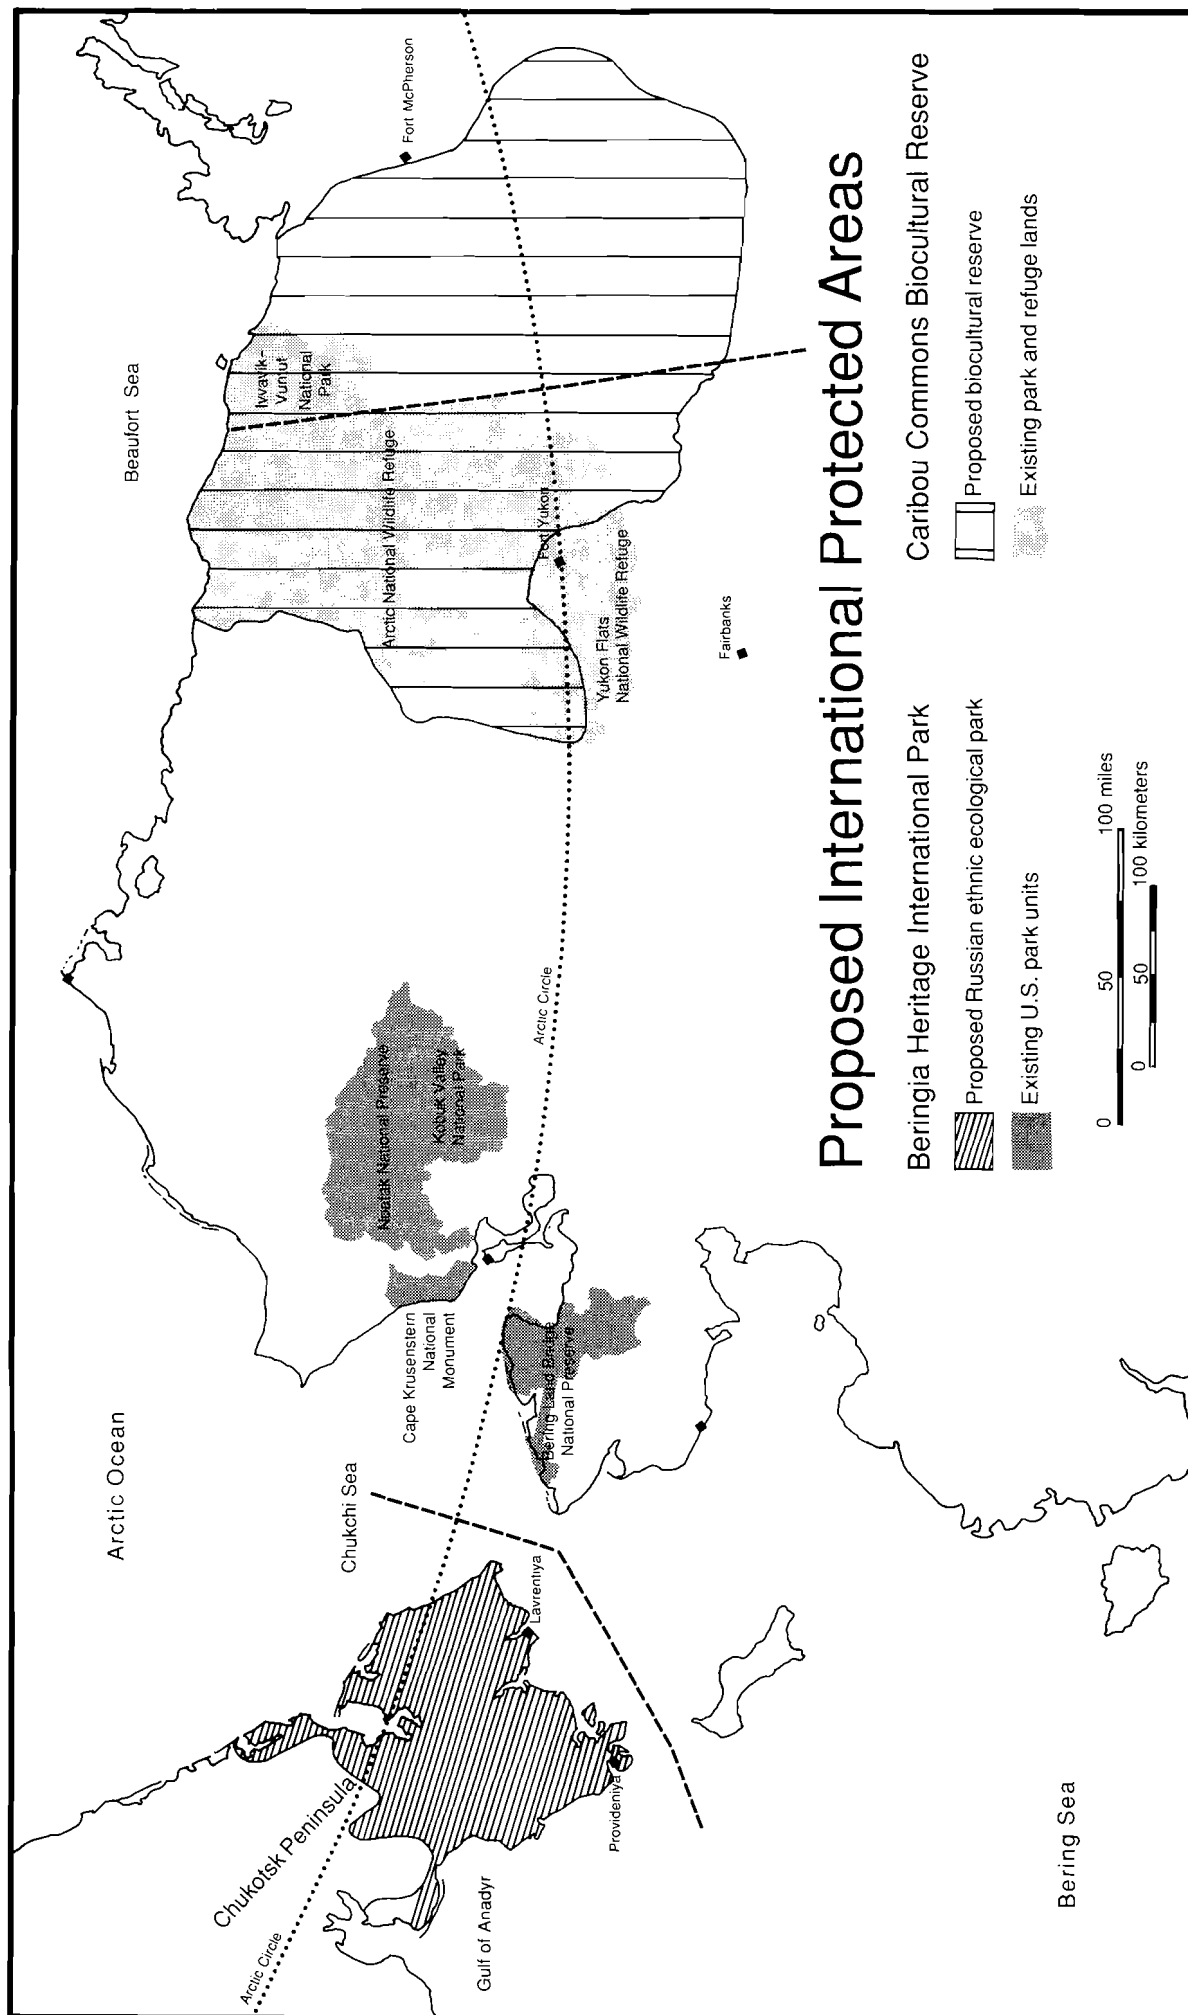 Arctic Ocean
Beaufort Sea
Chukchi Sea
Chukotsk Peninsula
Arctic Circle
Gulf of Anadyr
Provideniya
Lavrentiya
Bering Sea
Cape Krusenstern
National
Monument
Noatak National Preserve
Kobuk Valley
National Park
Bering Land Bridge
National Preserve
Arctic Circle
Arctic National Wildlife Refuge
Ivvavik-
Vuntut
National
Park
Fort McPherson
Fort Yukon
Yukon Flats
National Wildlife Refuge
Fairbanks
Proposed International Protected Areas
Beringia Heritage International Park
Proposed Russian ethnic ecological park
Existing U.S. park units
Caribou Commons Biocultural Reserve
Proposed biocultural reserve
Existing park and refuge lands
0 50 100 miles
0 50 100 kilometers